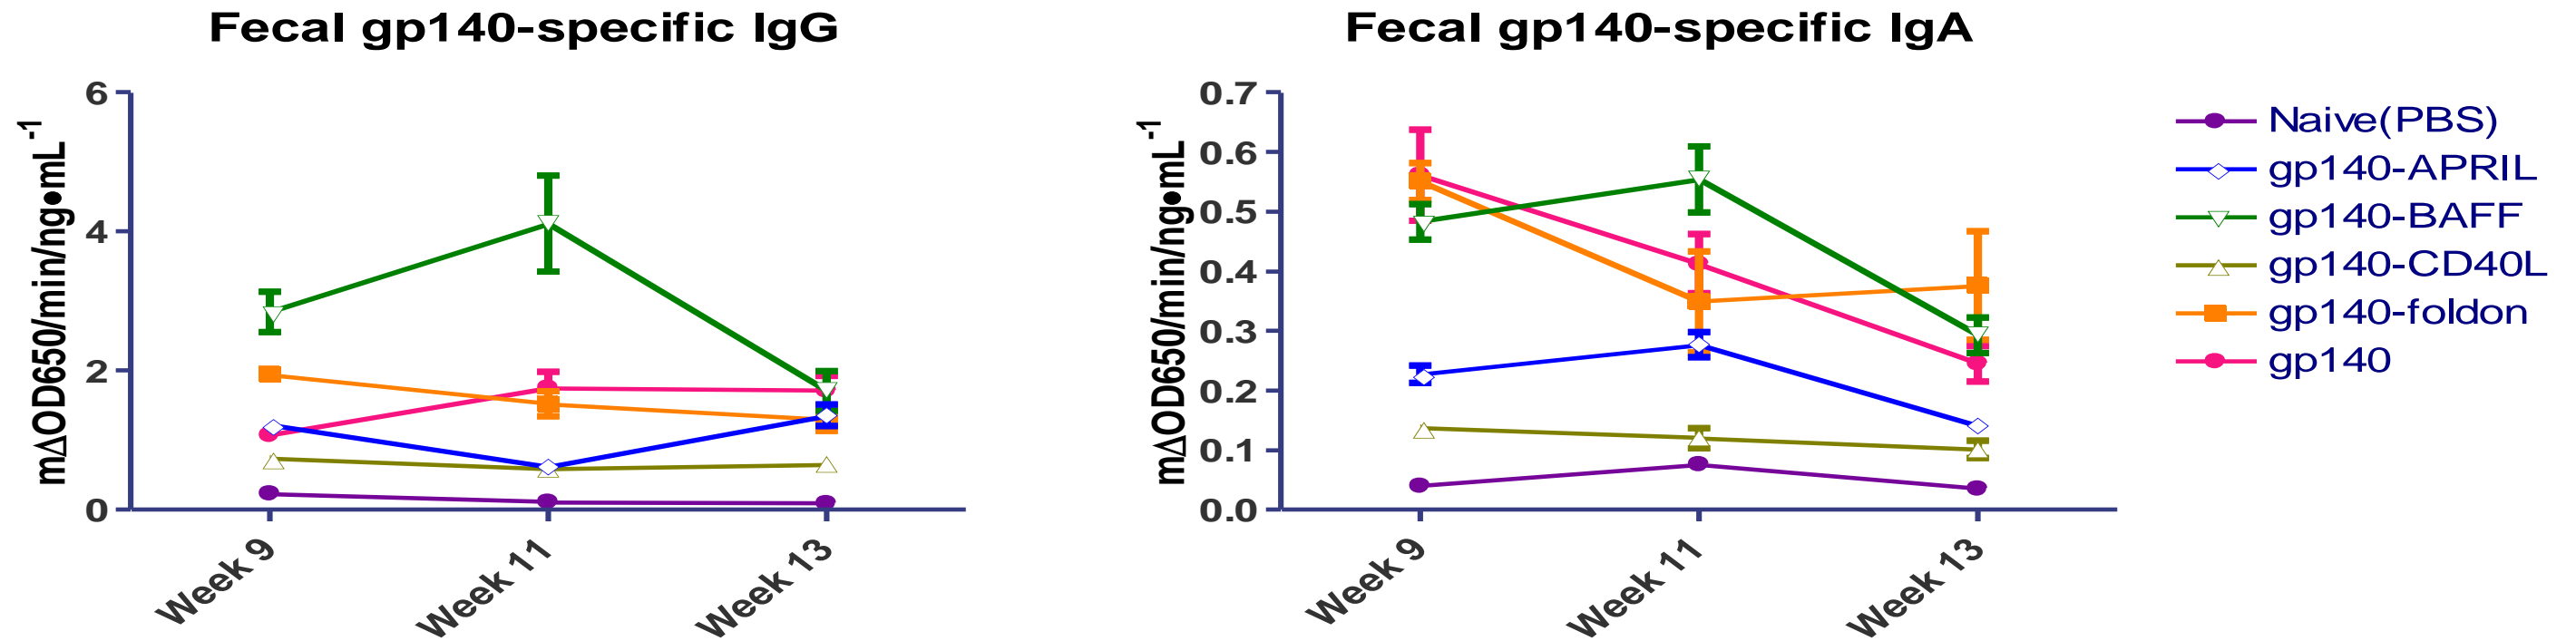 Fecal gp140-specific IgG
6
4
2
0
m△OD650/min/ng•mL⁻¹
Week 9
Week 11
Week 13
Fecal gp140-specific IgA
0.7
0.6
0.5
0.4
0.3
0.2
0.1
0.0
m△OD650/min/ng•mL⁻¹
Week 9
Week 11
Week 13
Naive(PBS)
gp140-APRIL
gp140-BAFF
gp140-CD40L
gp140-foldon
gp140